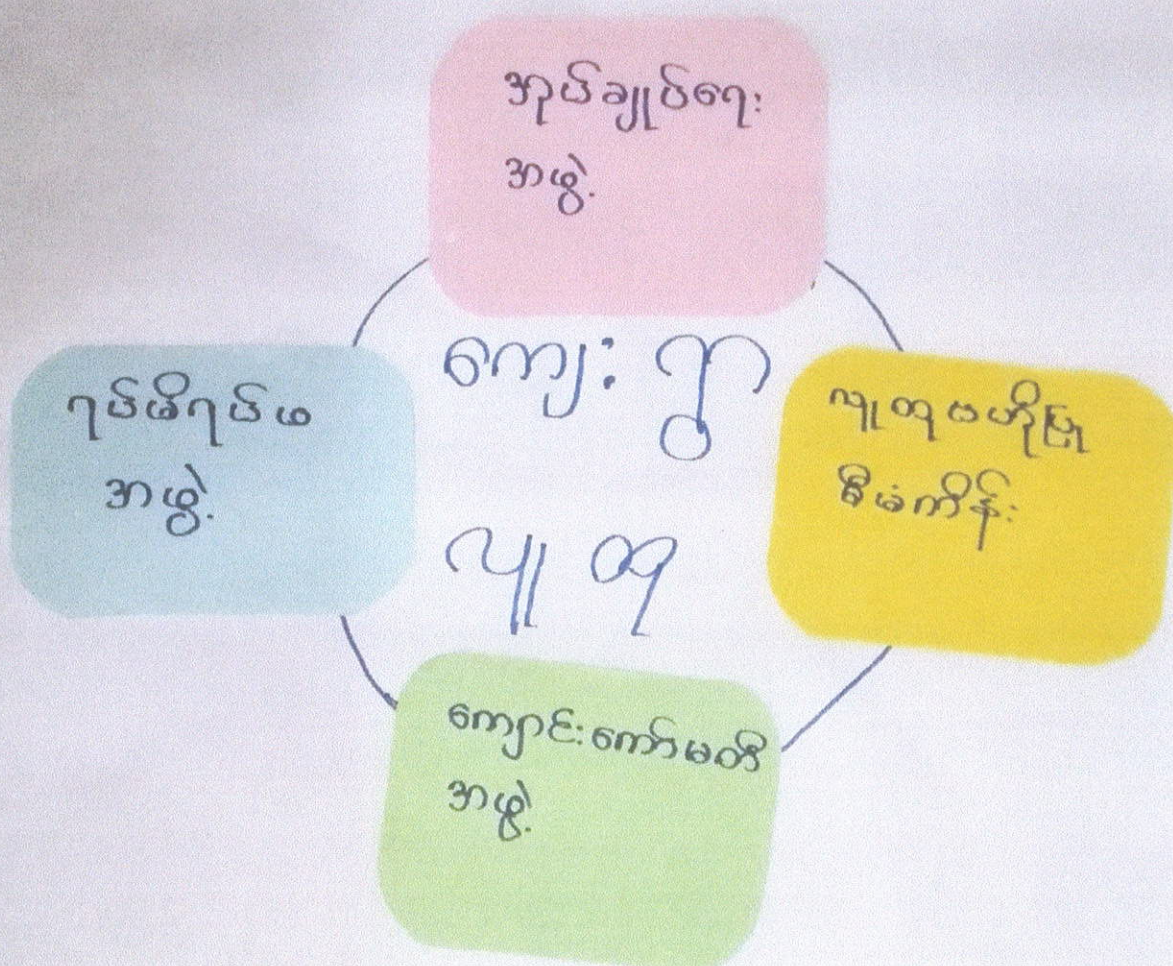 အုပ်ချုပ်ရေး
အဖွဲ့
ကျေး ရွာ
ရပ်မိရပ်ဖ
အဖွဲ့
လူ ထု
လူထုဗဟိုပြု
စီမံကိန်း
ကျောင်းကော်မတီ
အဖွဲ့